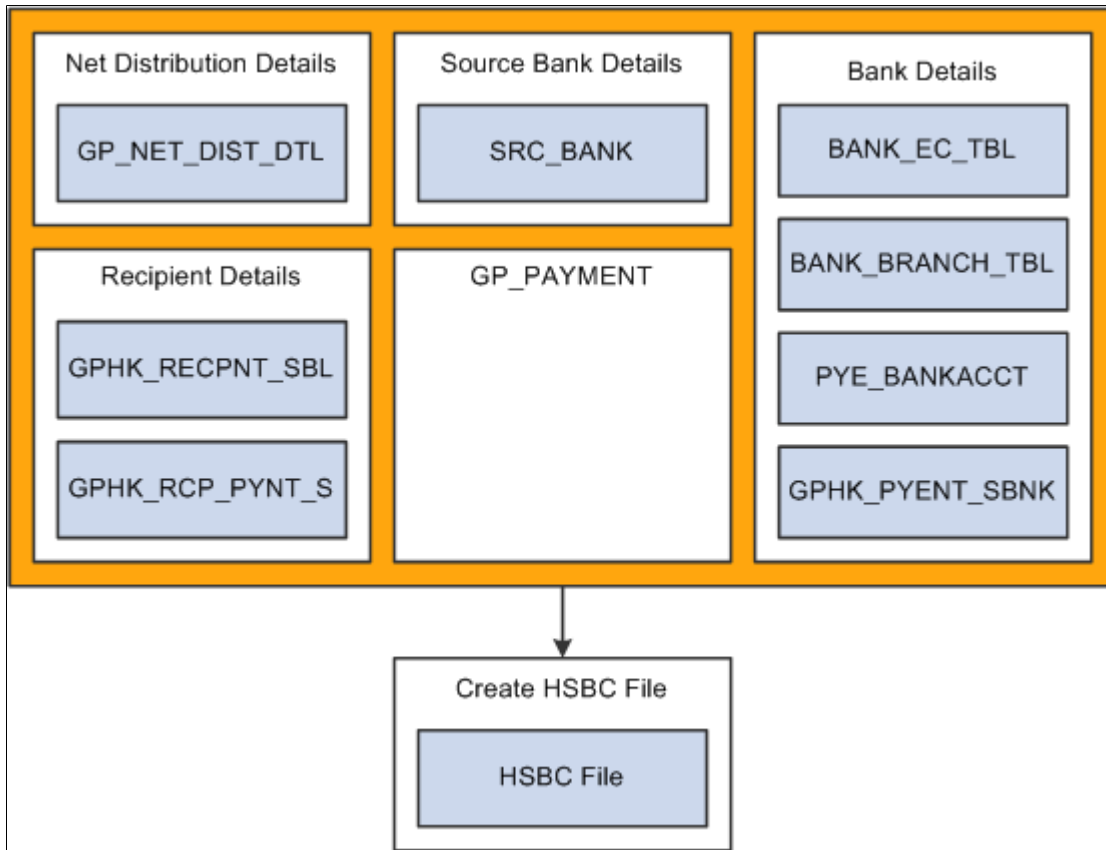 Net Distribution Details
GP_NET_DIST_DTL
Source Bank Details
SRC_BANK
Bank Details
BANK_EC_TBL
BANK_BRANCH_TBL
PYE_BANKACCT
GPHK_PYENT_SBNK
Recipient Details
GPHK_RECPNT_SBL
GPHK_RCP_PYNT_S
GP_PAYMENT
Create HSBC File
HSBC File